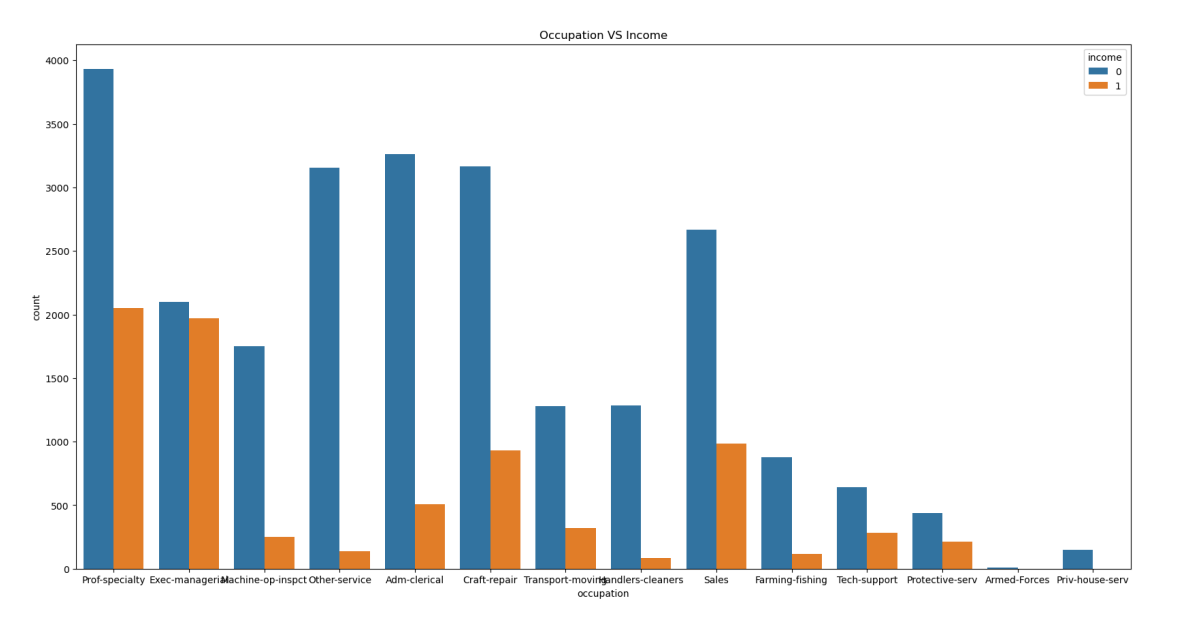 Occupation VS Income
income
0
1
4000
3500
3000
2500
2000
1500
1000
500
0
count
Prof-specialty Exec-managerial Machine-op-inspct Other-service Adm-clerical Craft-repair Transport-moving Handlers-cleaners Sales Farming-fishing Tech-support Protective-serv Armed-Forces Priv-house-serv
occupation